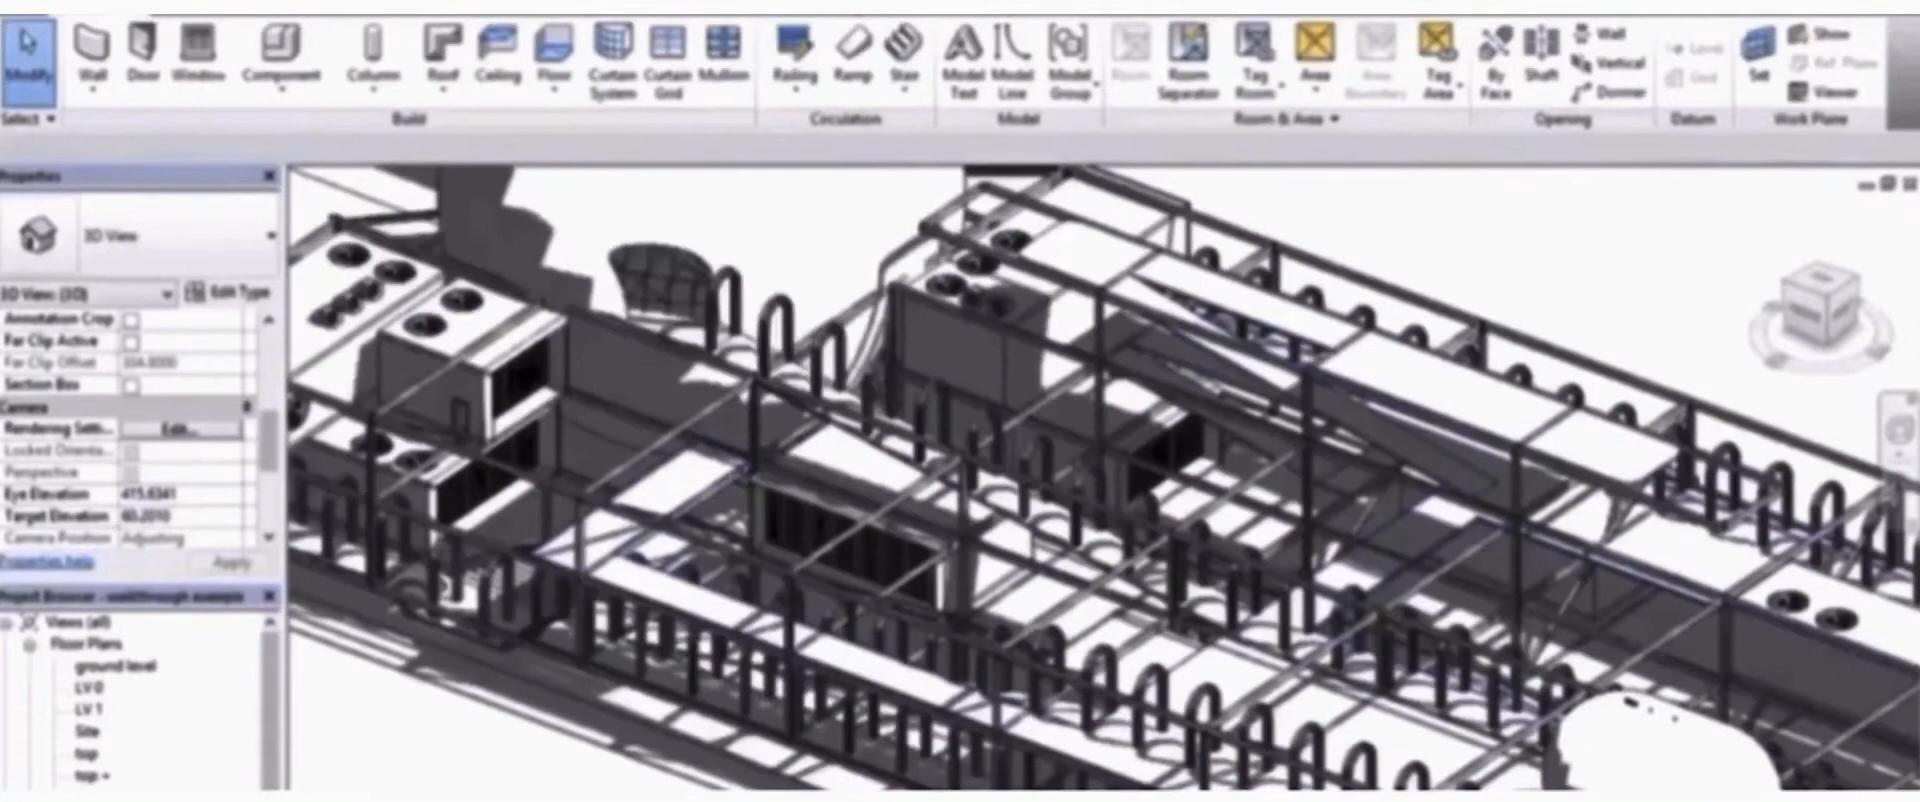 Modify
Wall
Door
Window
Component
Column
Roof
Ceiling
Floor
Curtain System
Curtain Grid
Mullion
Railing
Ramp
Stair
Model Text
Model Line
Model Group
Room
Room Separator
Tag Room
Area
Area Boundary
Tag Area
By Face
Shaft
Wall
Vertical
Dormer
Level
Grid
Set
Show
Ref Plane
Viewer
Select
Build
Circulation
Model
Room & Area
Opening
Datum
Work Plane
Properties
3D View
3D View: {3D}
Edit Type
Annotation Crop
Far Clip Active
Far Clip Offset
Section Box
Camera
Rendering Setti...
Edit...
Locked Orienta...
Perspective
Eye Elevation
Target Elevation
Camera Position
Adjusting
Properties help
Apply
Project Browser - walkthrough example
Views (all)
Floor Plans
ground level
LV 0
LV 1
Site
top